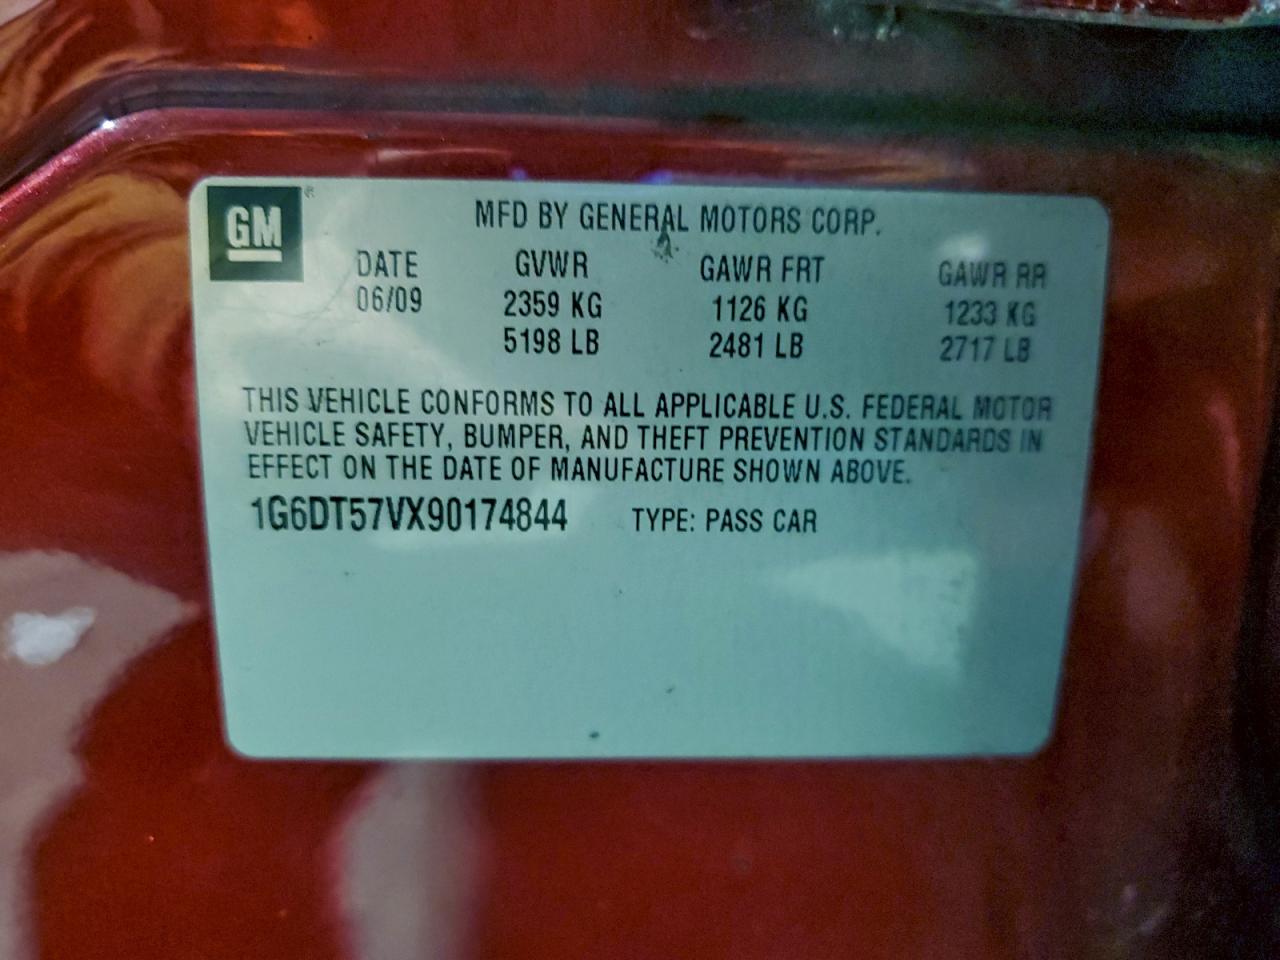 GM ®
MFD BY GENERAL MOTORS CORP.
DATE GVWR GAWR FRT GAWR RR
06/09 2359 KG 1126 KG 1233 KG
5198 LB 2481 LB 2717 LB
THIS VEHICLE CONFORMS TO ALL APPLICABLE U.S. FEDERAL MOTOR
VEHICLE SAFETY, BUMPER, AND THEFT PREVENTION STANDARDS IN
EFFECT ON THE DATE OF MANUFACTURE SHOWN ABOVE.
1G6DT57VX90174844 TYPE: PASS CAR